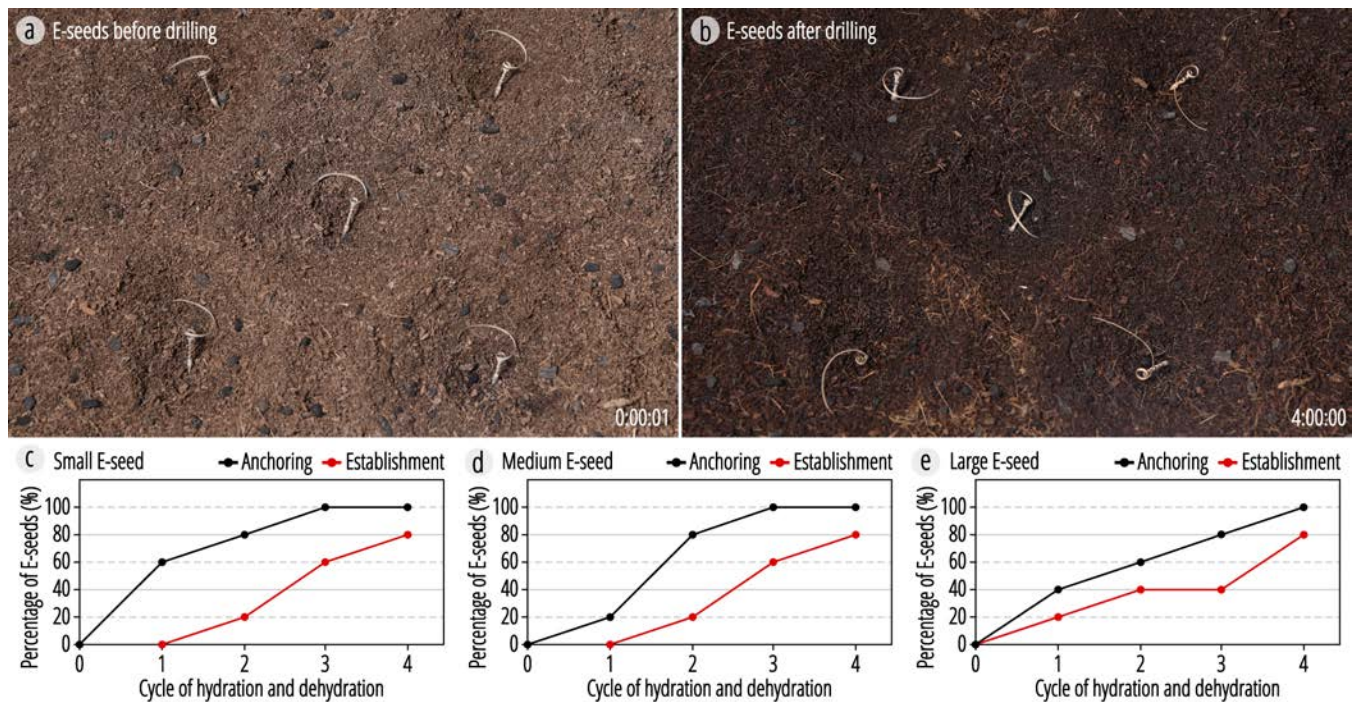 a E-seeds before drilling
0:00:01
b E-seeds after drilling
4:00:00
c Small E-seed Anchoring Establishment
Percentage of E-seeds (%)
100
80
60
40
20
0
0 1 2 3 4
Cycle of hydration and dehydration
d Medium E-seed Anchoring Establishment
Percentage of E-seeds (%)
100
80
60
40
20
0
0 1 2 3 4
Cycle of hydration and dehydration
e Large E-seed Anchoring Establishment
Percentage of E-seeds (%)
100
80
60
40
20
0
0 1 2 3 4
Cycle of hydration and dehydration